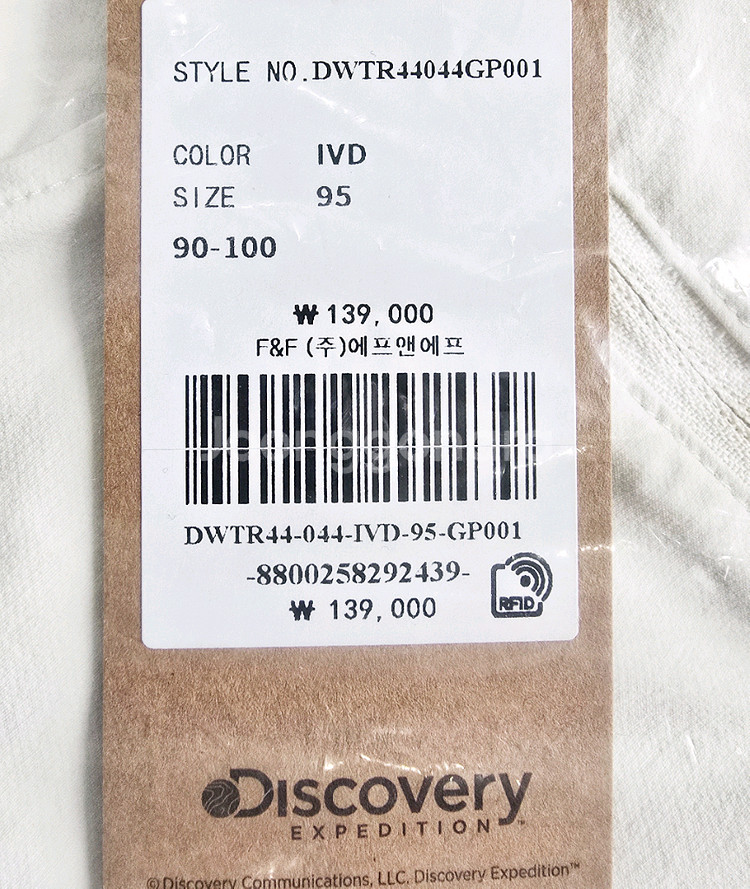 STYLE NO.DWTR44044GP001
COLOR IVD
SIZE 95
90-100
₩ 139,000
F&F (주)에프앤에프
DWTR44-044-IVD-95-GP001
-8800258292439-
RFID
₩ 139,000
Discovery
EXPEDITION™
©Discovery Communications, LLC. Discovery Expedition™